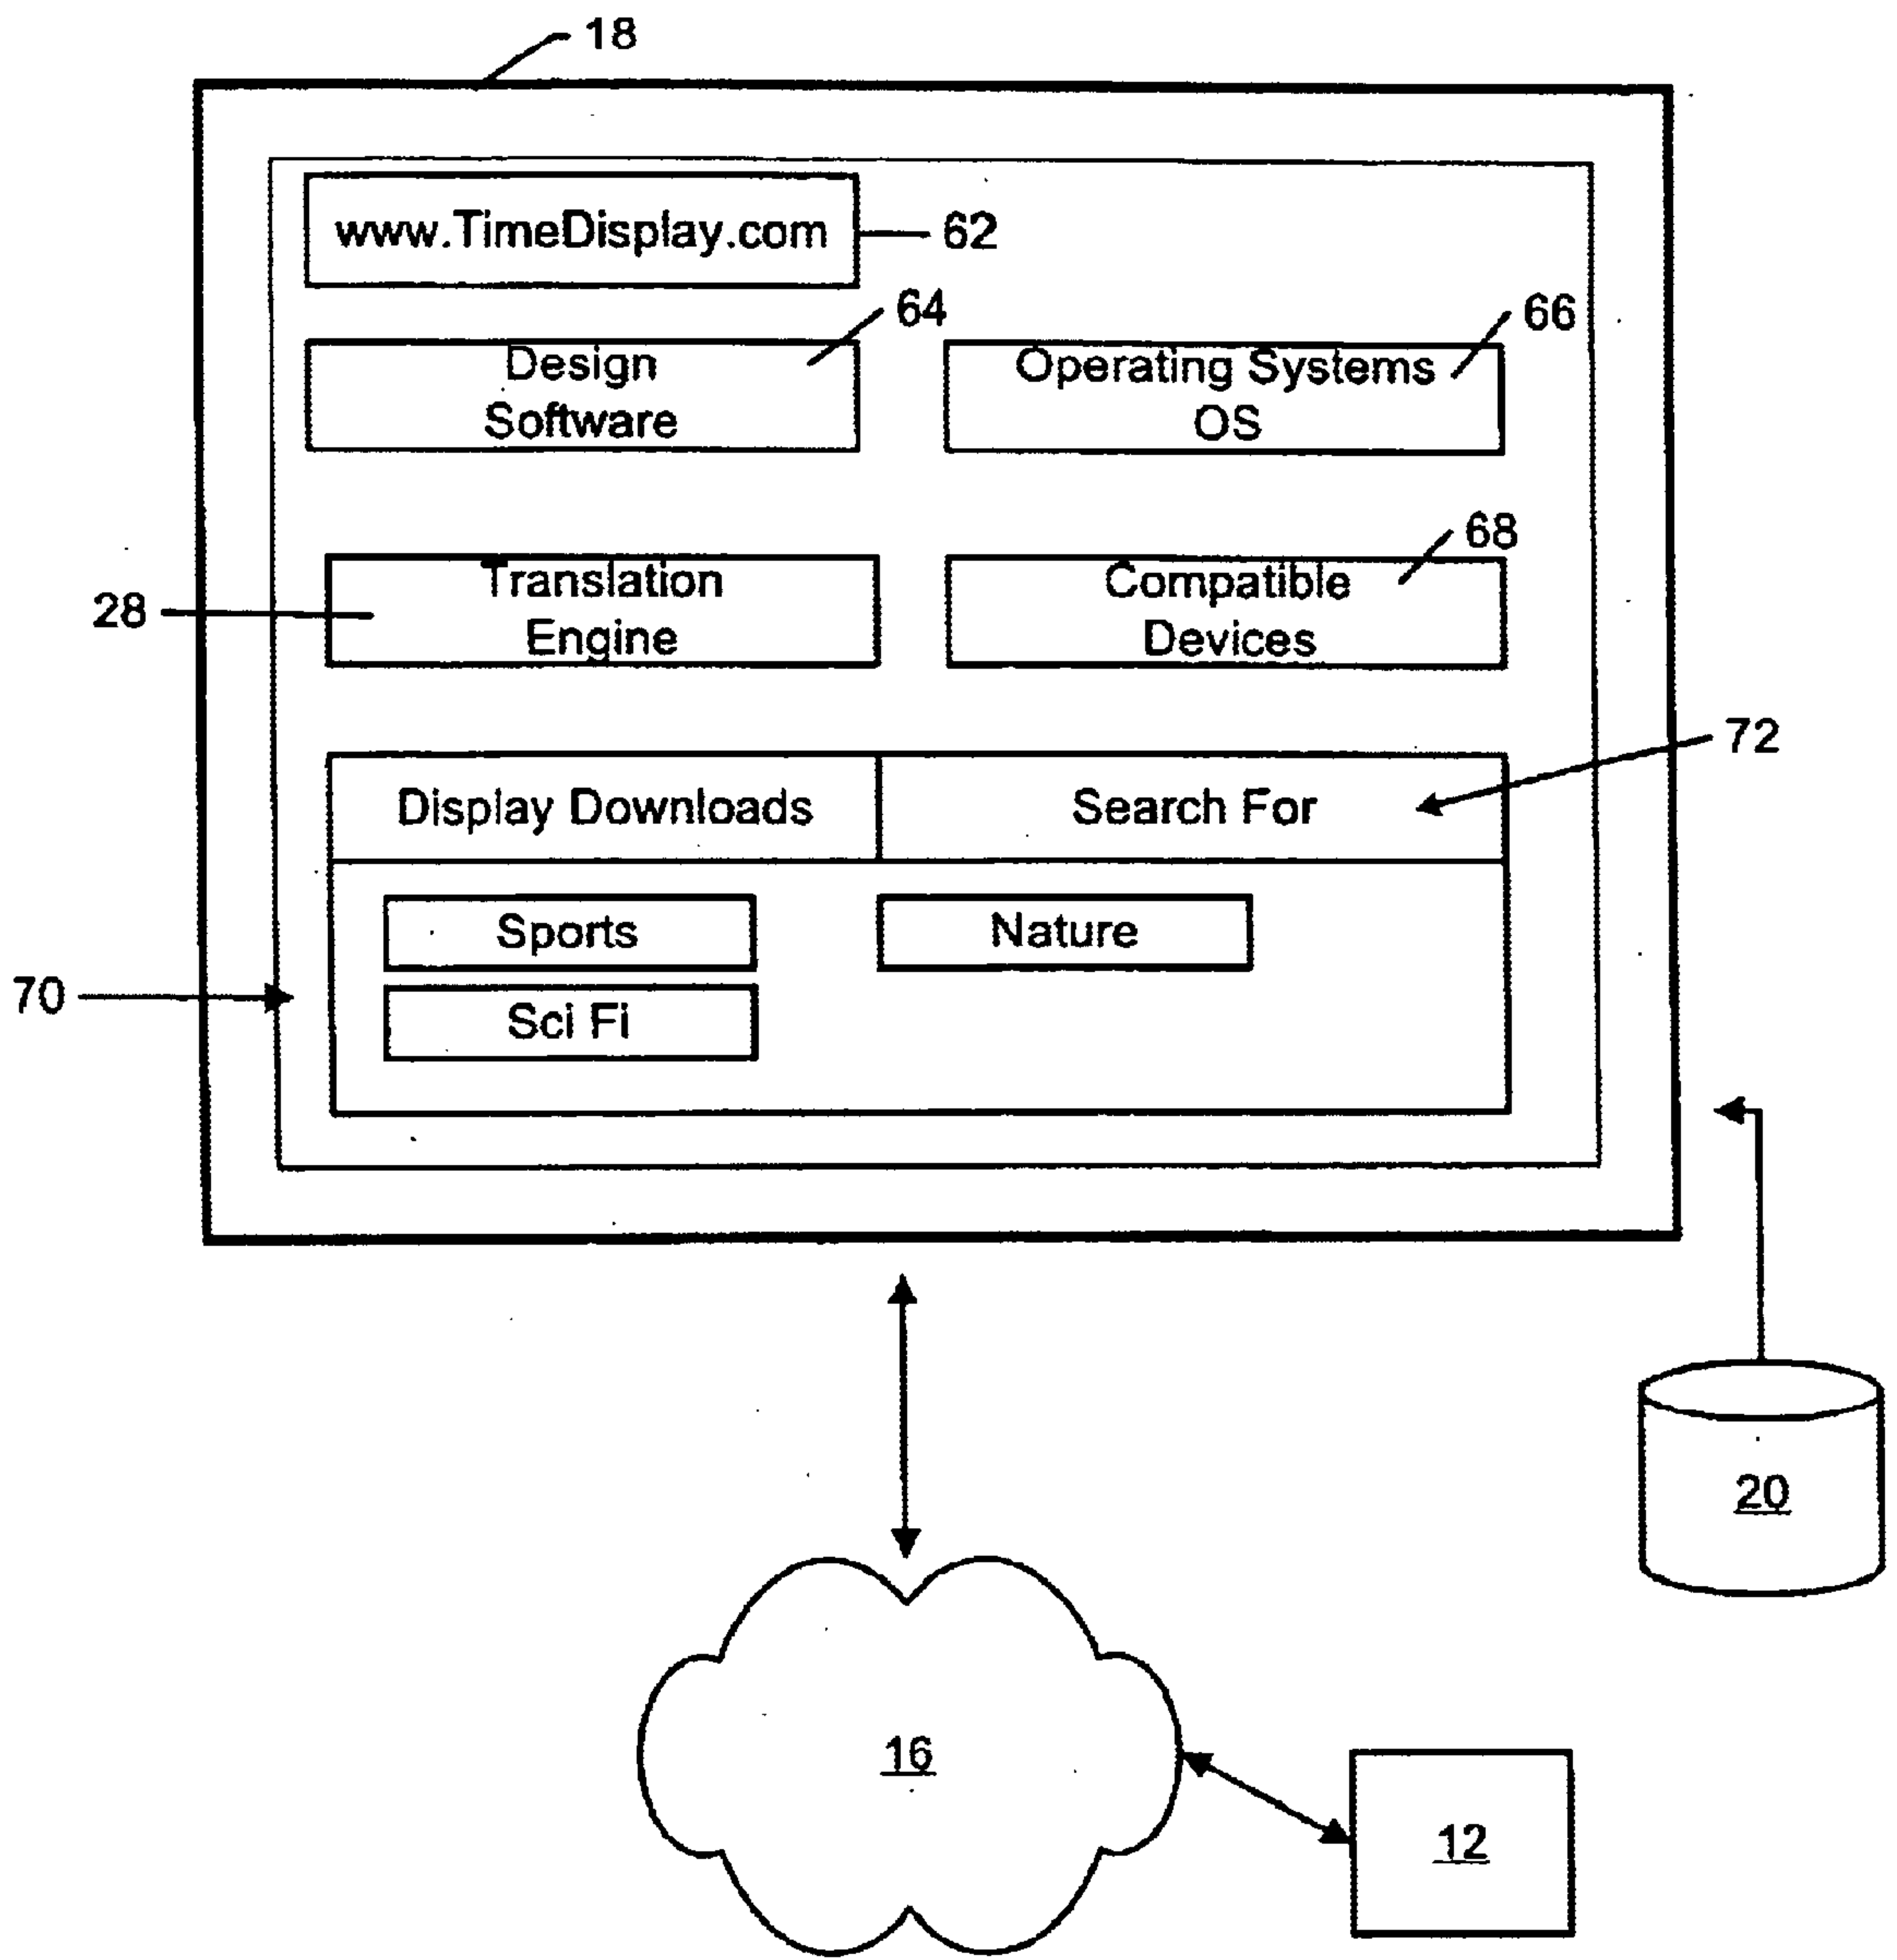 18
www.TimeDisplay.com
62
64
66
Design
Software
Operating Systems
OS
68
28
Translation
Engine
Compatible
Devices
72
Display Downloads
Search For
Sports
Nature
70
Sci Fi
20
16
12